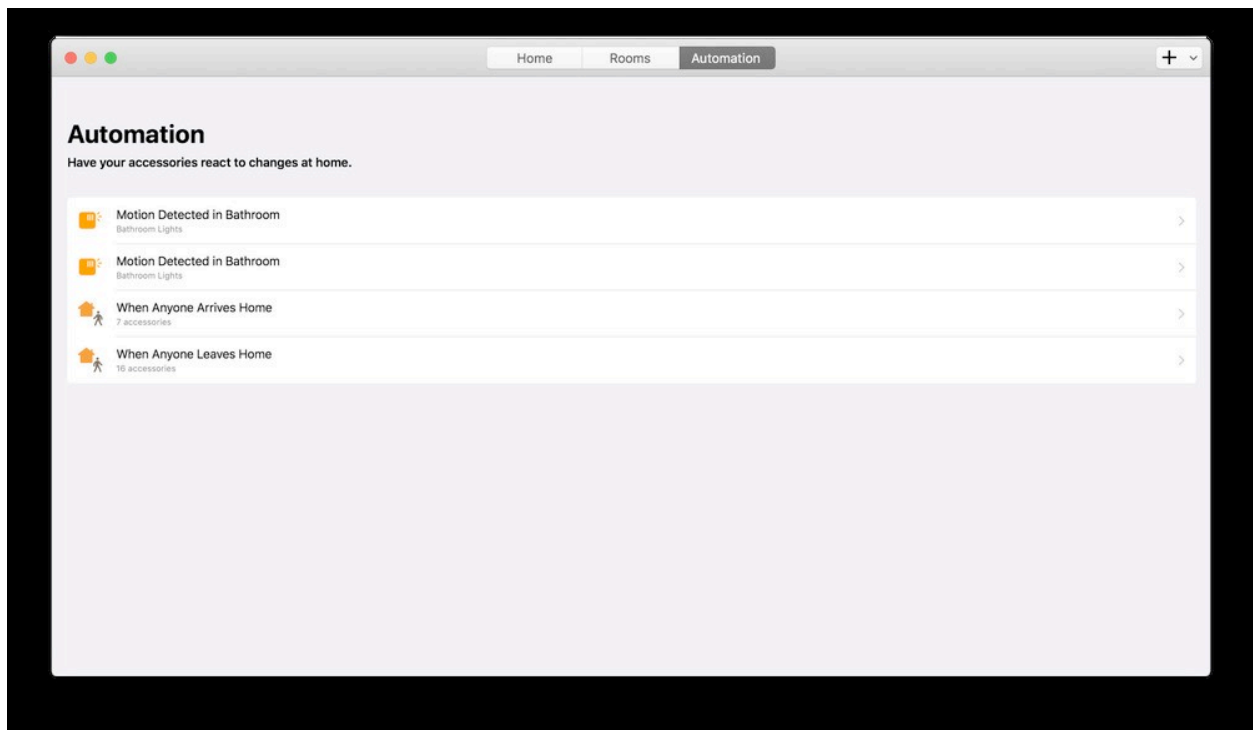 Home Rooms Automation
Automation
Have your accessories react to changes at home.
Motion Detected in Bathroom
Bathroom Lights
Motion Detected in Bathroom
Bathroom Lights
When Anyone Arrives Home
7 accessories
When Anyone Leaves Home
16 accessories